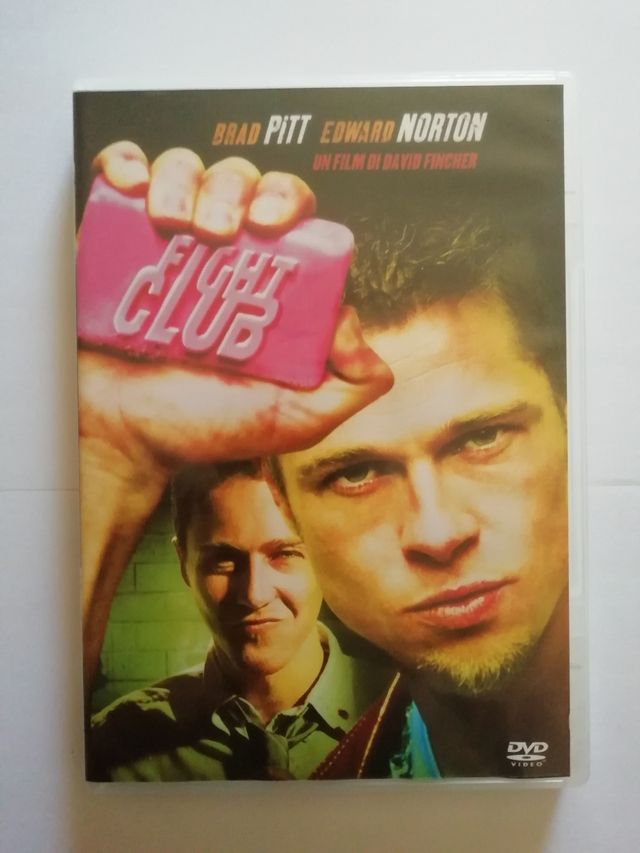 BRAD PiTT EDWARD NORTON
UN FILM DI DAVID FINCHER
FIGHT
CLUB
DVD
VIDEO